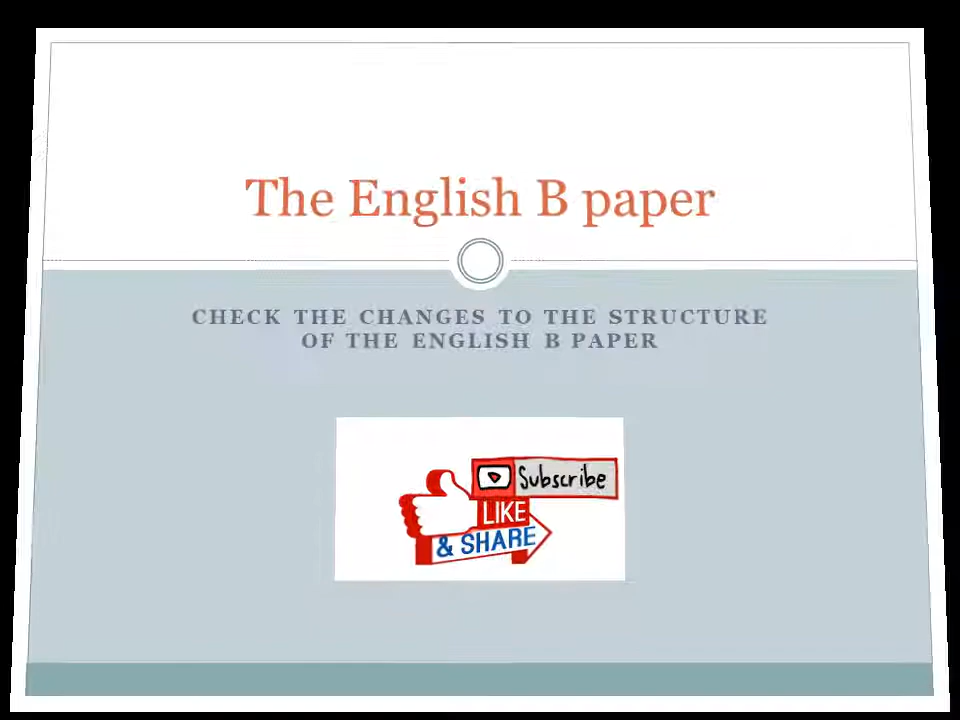 The English B paper
CHECK THE CHANGES TO THE STRUCTURE
OF THE ENGLISH B PAPER
Subscribe
LIKE
& SHARE